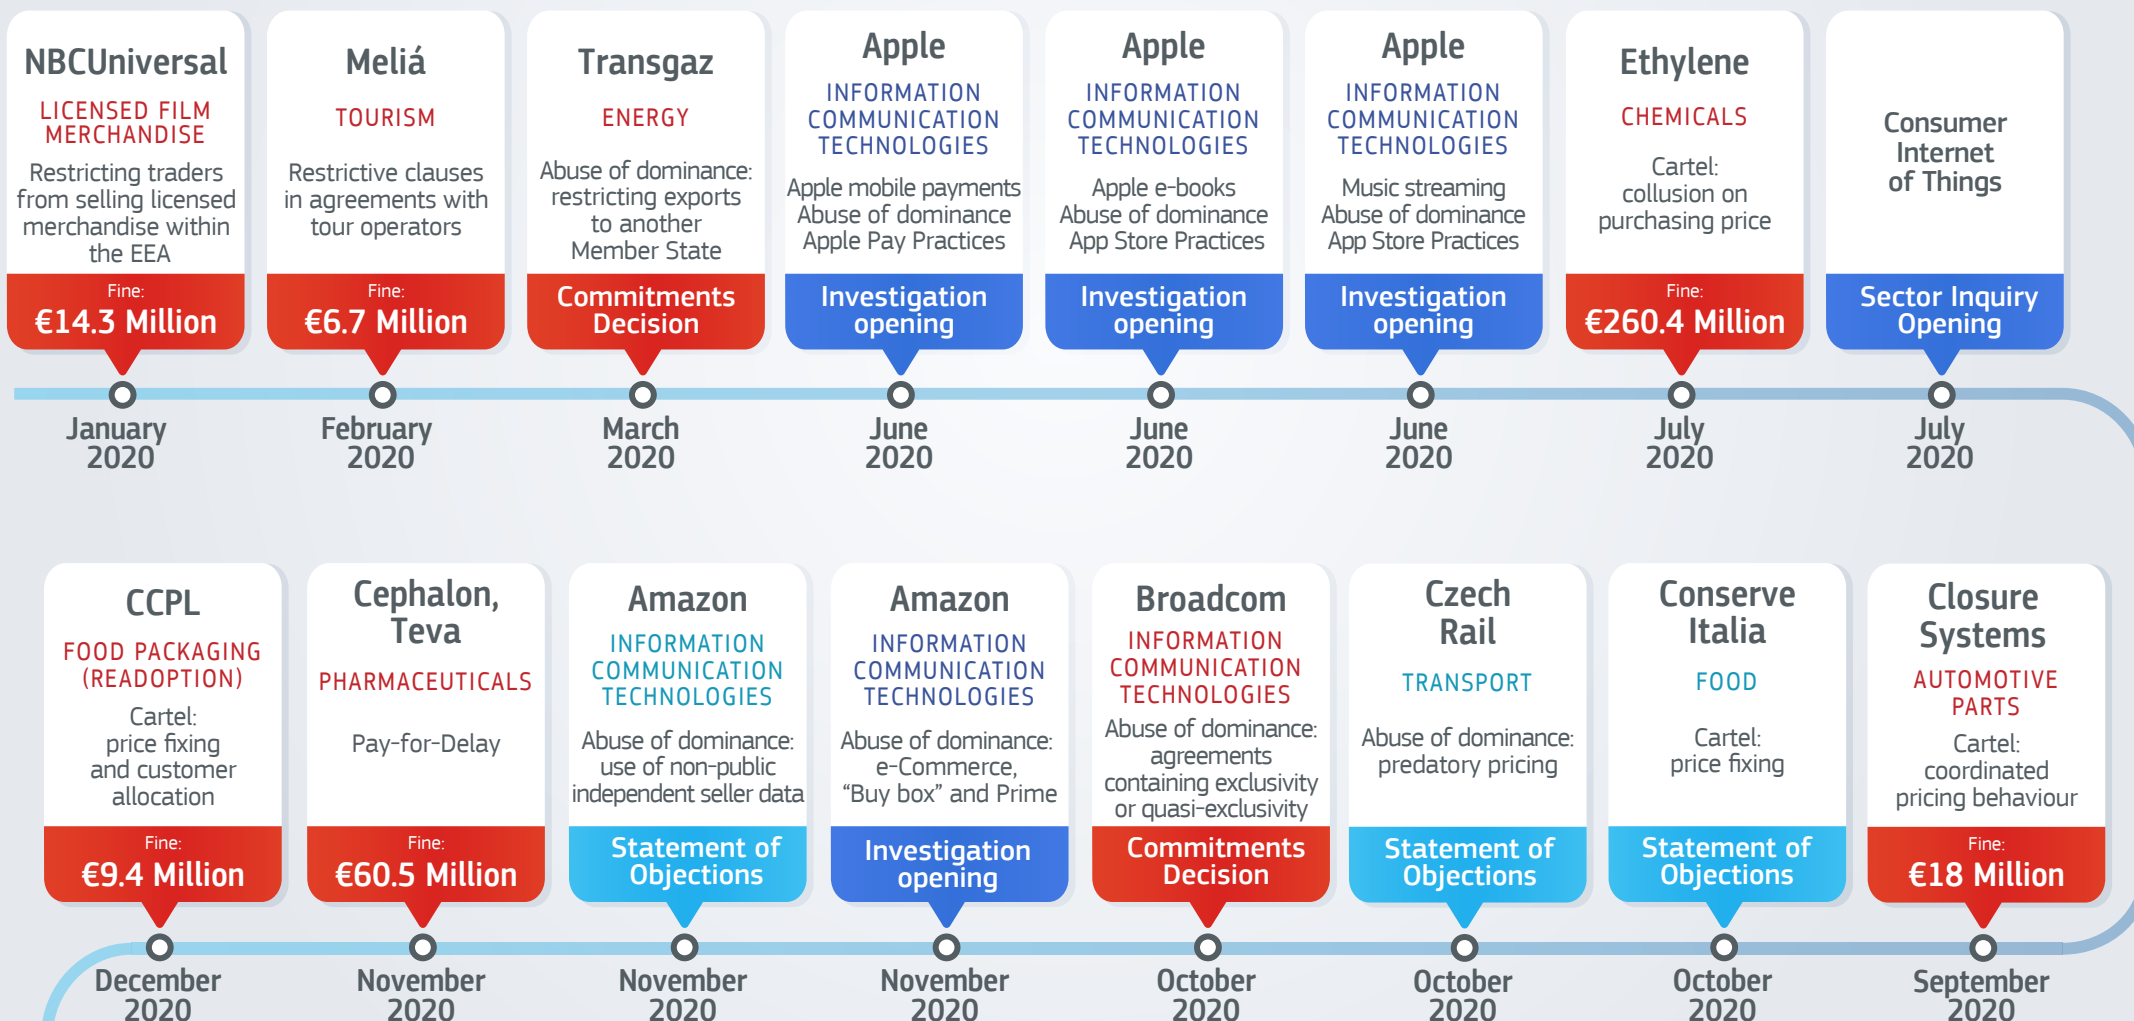 NBCUniversal
LICENSED FILM
MERCHANDISE
Restricting traders
from selling licensed
merchandise within
the EEA
Fine:
€14.3 Million
January
2020
Meliá
TOURISM
Restrictive clauses
in agreements with
tour operators
Fine:
€6.7 Million
February
2020
Transgaz
ENERGY
Abuse of dominance:
restricting exports
to another
Member State
Commitments
Decision
March
2020
Apple
INFORMATION
COMMUNICATION
TECHNOLOGIES
Apple mobile payments
Abuse of dominance
Apple Pay Practices
Investigation
opening
June
2020
Apple
INFORMATION
COMMUNICATION
TECHNOLOGIES
Apple e-books
Abuse of dominance
App Store Practices
Investigation
opening
June
2020
Apple
INFORMATION
COMMUNICATION
TECHNOLOGIES
Music streaming
Abuse of dominance
App Store Practices
Investigation
opening
June
2020
Ethylene
CHEMICALS
Cartel:
collusion on
purchasing price
Fine:
€260.4 Million
July
2020
Consumer
Internet
of Things
Sector Inquiry
Opening
July
2020
CCPL
FOOD PACKAGING
(READOPTION)
Cartel:
price fixing
and customer
allocation
Fine:
€9.4 Million
December
2020
Cephalon,
Teva
PHARMACEUTICALS
Pay-for-Delay
Fine:
€60.5 Million
November
2020
Amazon
INFORMATION
COMMUNICATION
TECHNOLOGIES
Abuse of dominance:
use of non-public
independent seller data
Statement of
Objections
November
2020
Amazon
INFORMATION
COMMUNICATION
TECHNOLOGIES
Abuse of dominance:
e-Commerce,
“Buy box” and Prime
Investigation
opening
November
2020
Broadcom
INFORMATION
COMMUNICATION
TECHNOLOGIES
Abuse of dominance:
agreements
containing exclusivity
or quasi-exclusivity
Commitments
Decision
October
2020
Czech
Rail
TRANSPORT
Abuse of dominance:
predatory pricing
Statement of
Objections
October
2020
Conserve
Italia
FOOD
Cartel:
price fixing
Statement of
Objections
October
2020
Closure
Systems
AUTOMOTIVE
PARTS
Cartel:
coordinated
pricing behaviour
Fine:
€18 Million
September
2020